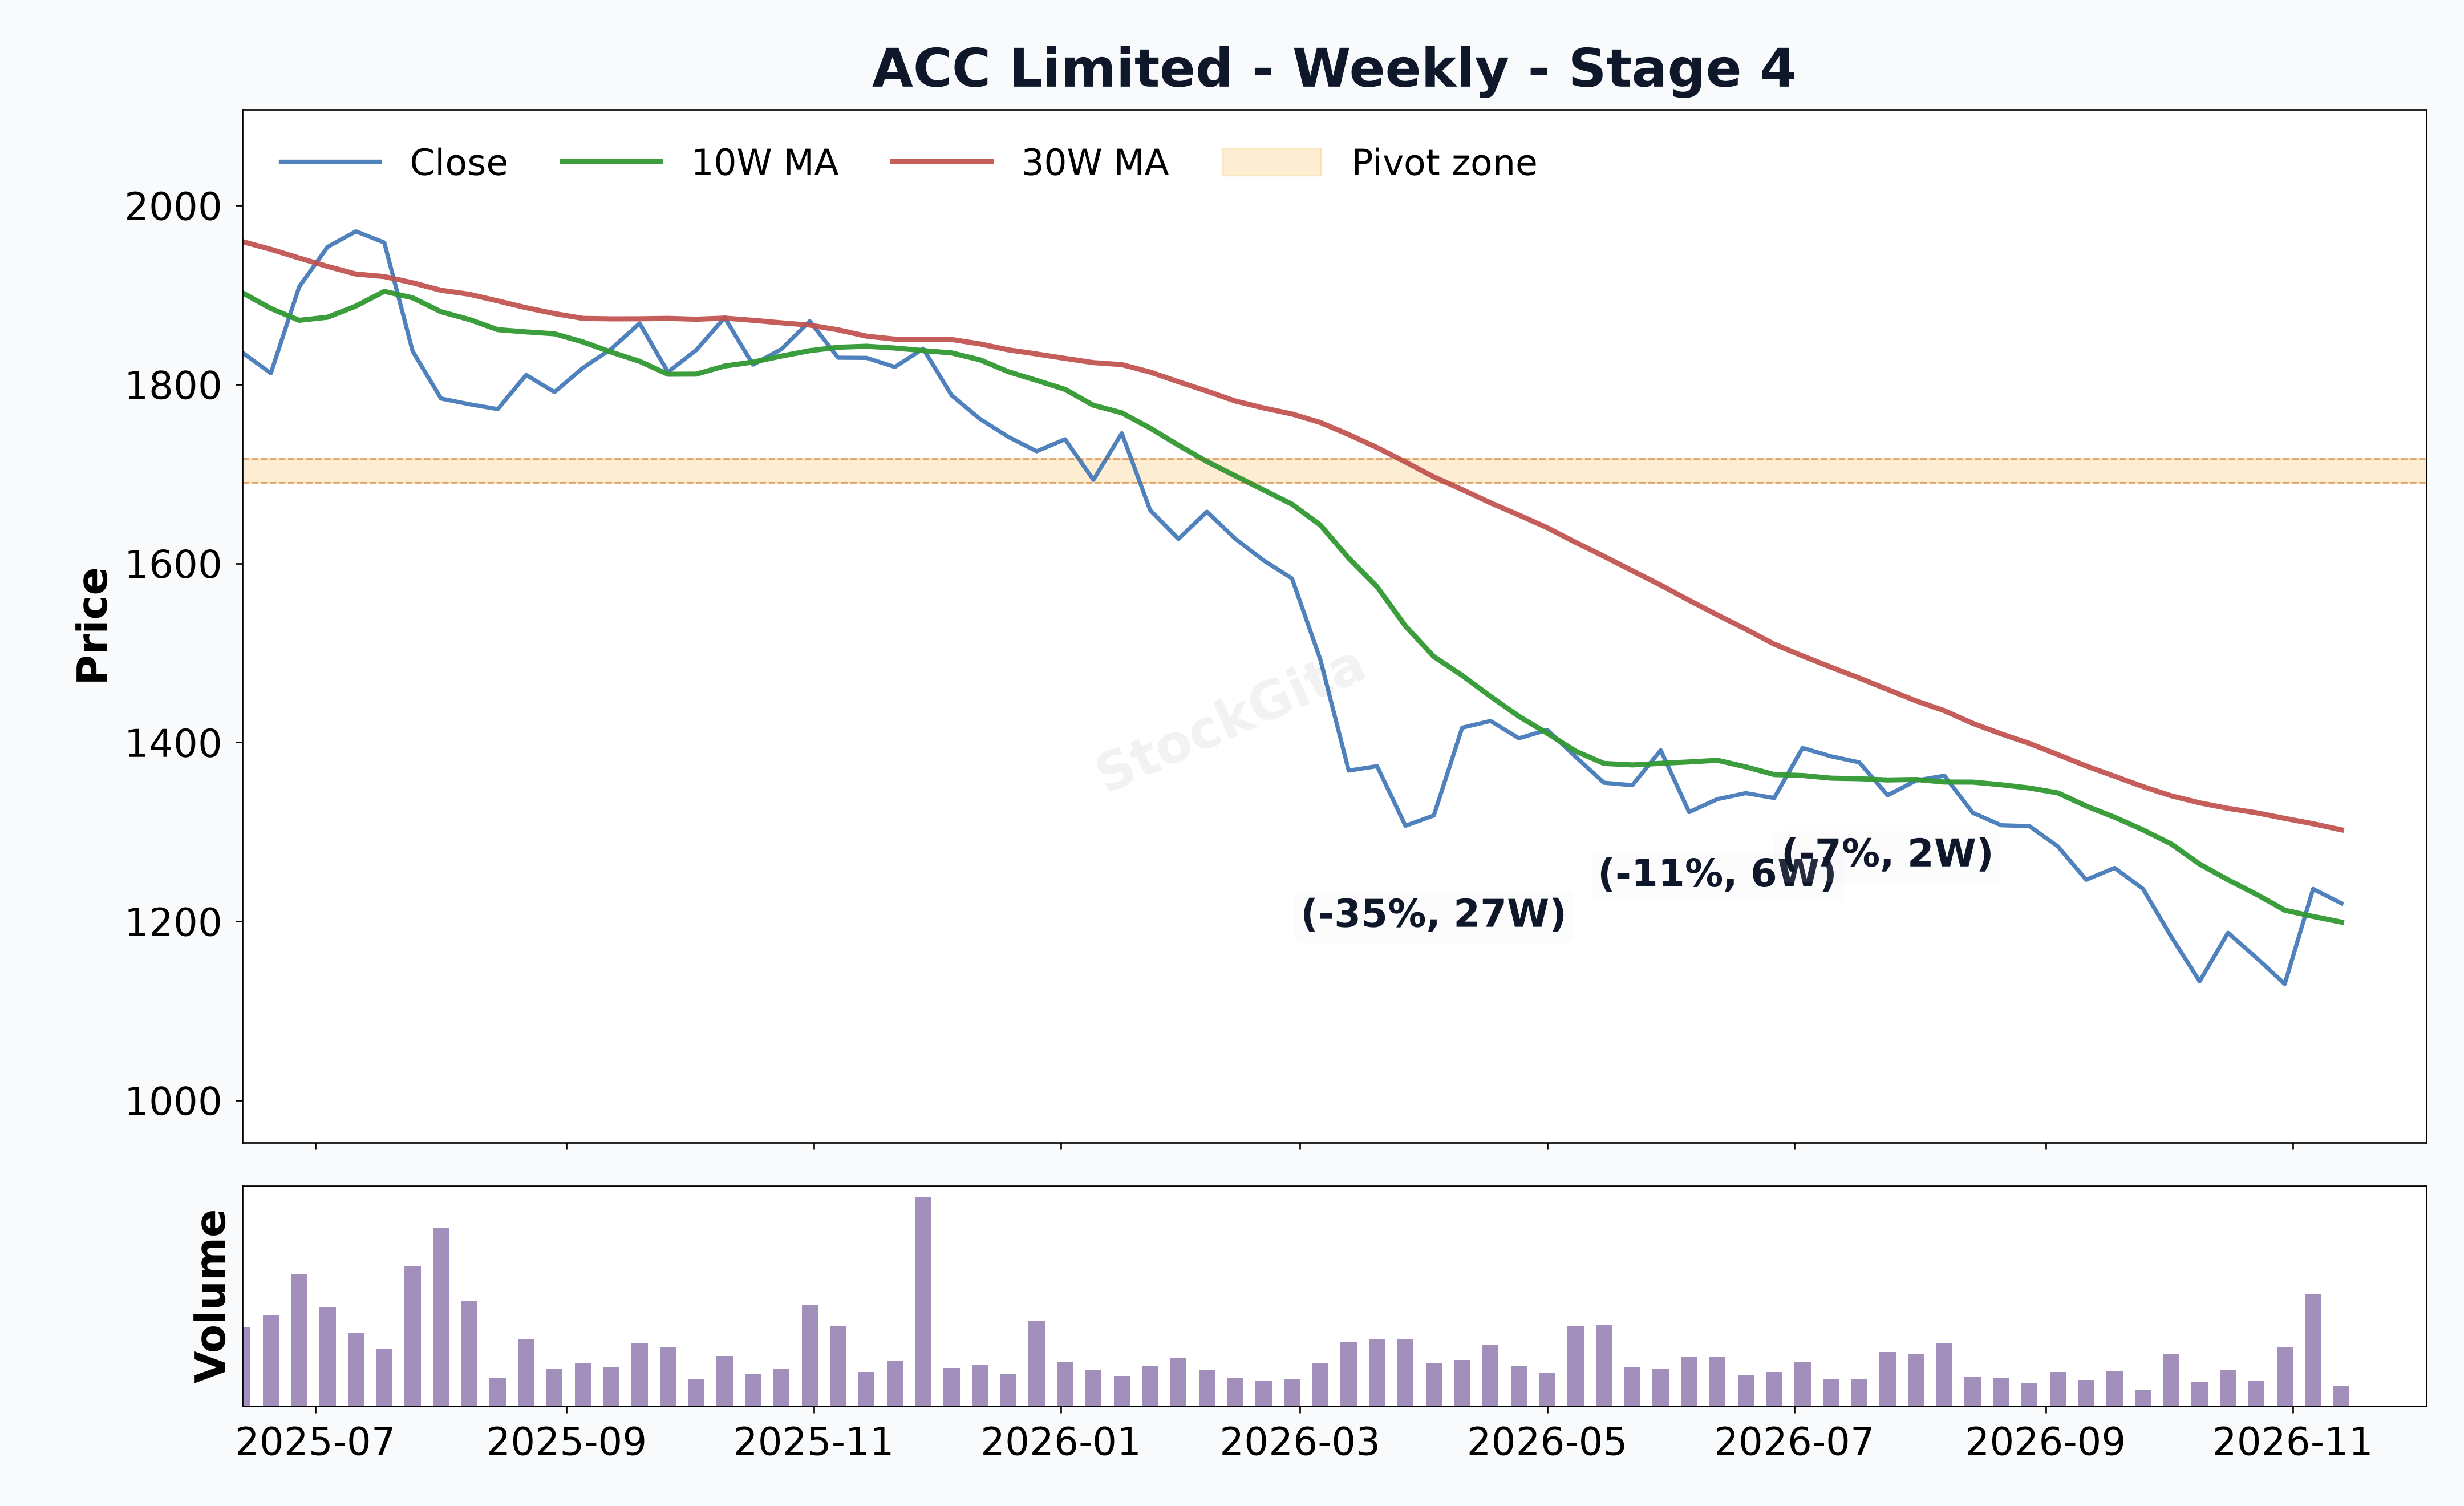 ACC Limited - Weekly - Stage 4
Close 10W MA 30W MA Pivot zone
2000
1800
1600
1400
1200
1000
Price
StockGita
(-35%, 27W)
(-11%, 6W)
(-7%, 2W)
Volume
2025-07 2025-09 2025-11 2026-01 2026-03 2026-05 2026-07 2026-09 2026-11